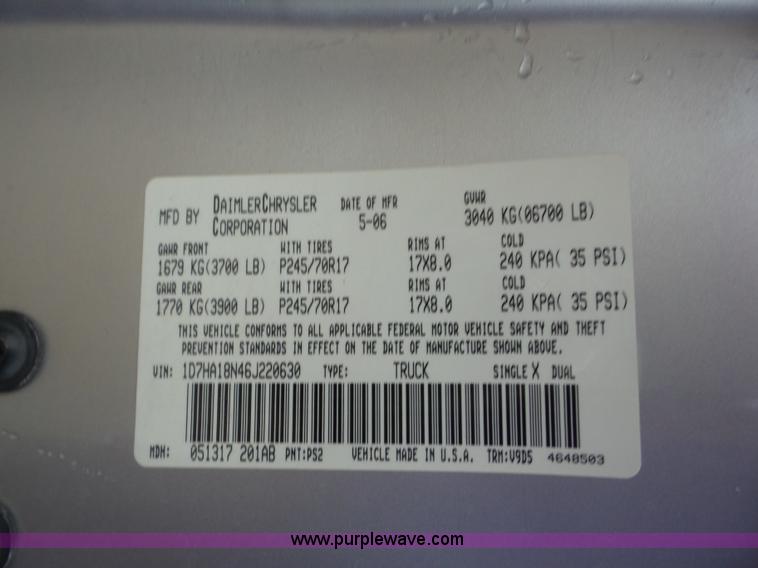 MFD BY DAIMLERCHRYSLER CORPORATION DATE OF MFR 5-06 GVWR 3040 KG(06700 LB)
GAWR FRONT WITH TIRES RIMS AT COLD
1679 KG(3700 LB) P245/70R17 17X8.0 240 KPA( 35 PSI)
GAWR REAR WITH TIRES RIMS AT COLD
1770 KG(3900 LB) P245/70R17 17X8.0 240 KPA( 35 PSI)
THIS VEHICLE CONFORMS TO ALL APPLICABLE FEDERAL MOTOR VEHICLE SAFETY AND THEFT
PREVENTION STANDARDS IN EFFECT ON THE DATE OF MANUFACTURE SHOWN ABOVE.
VIN: 1D7HA18N46J220630 TYPE: TRUCK SINGLE X DUAL
MDH: 051317 201AB PNT:PS2 VEHICLE MADE IN U.S.A. TRM:V9D5 4648503
www.purplewave.com